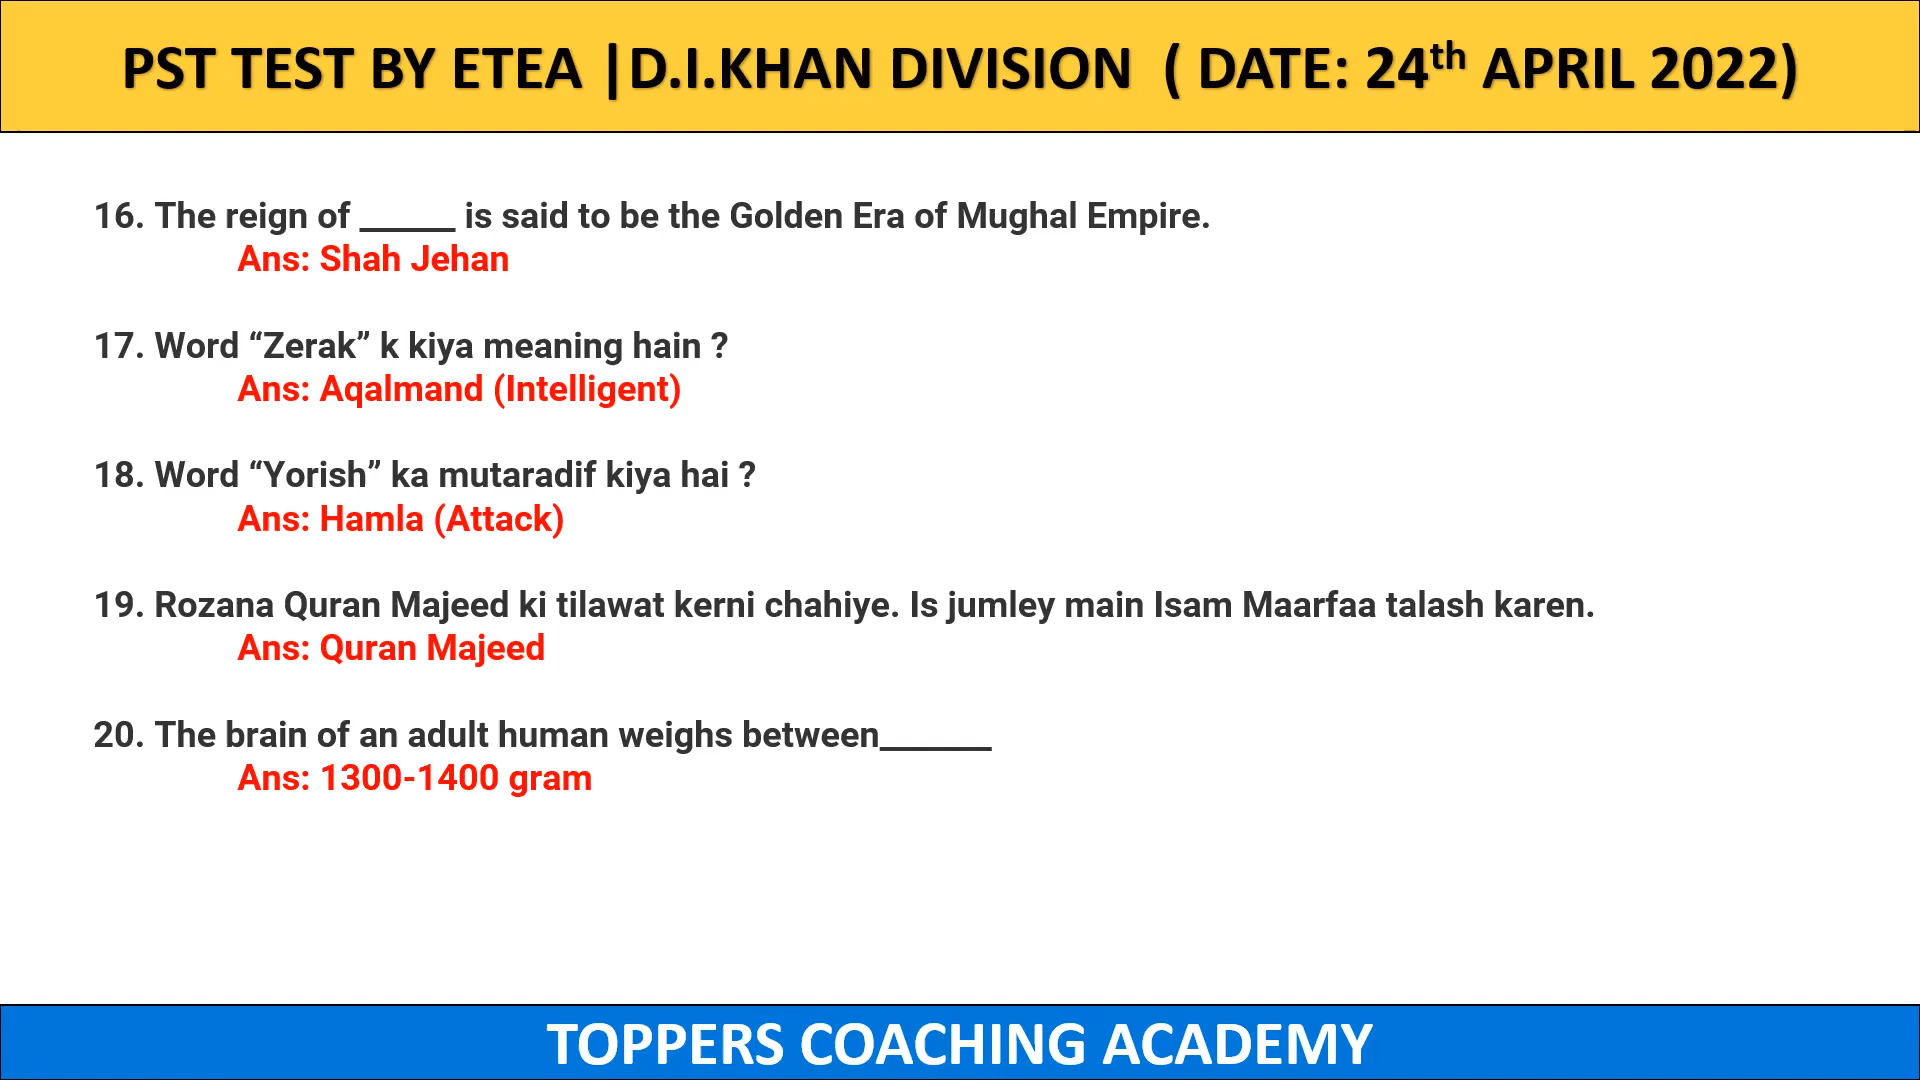 PST TEST BY ETEA |D.I.KHAN DIVISION ( DATE: 24th APRIL 2022)
16. The reign of ______ is said to be the Golden Era of Mughal Empire.
Ans: Shah Jehan
17. Word “Zerak” k kiya meaning hain ?
Ans: Aqalmand (Intelligent)
18. Word “Yorish” ka mutaradif kiya hai ?
Ans: Hamla (Attack)
19. Rozana Quran Majeed ki tilawat kerni chahiye. Is jumley main Isam Maarfaa talash karen.
Ans: Quran Majeed
20. The brain of an adult human weighs between_______
Ans: 1300-1400 gram
TOPPERS COACHING ACADEMY